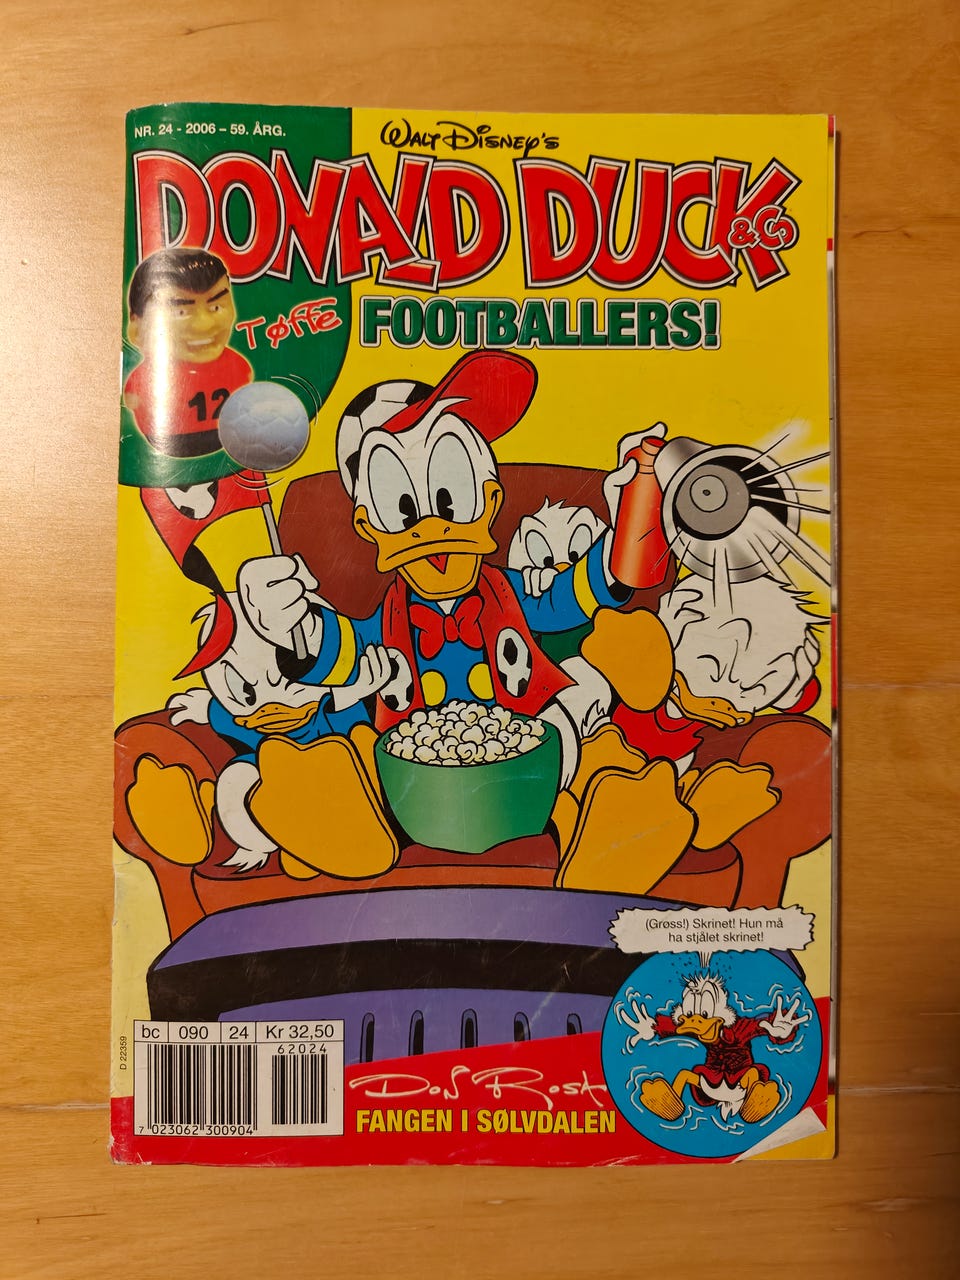 NR. 24 - 2006 – 59. ÅRG.
WALT DISNEY'S
DONALD DUCK
& Co
Tøffe
FOOTBALLERS!
12
(Grøss!) Skrinet! Hun må
ha stjålet skrinet!
D 22359
bc 090 24 Kr 32,50
62024
7 023062 300904
DON ROSA
FANGEN I SØLVDALEN